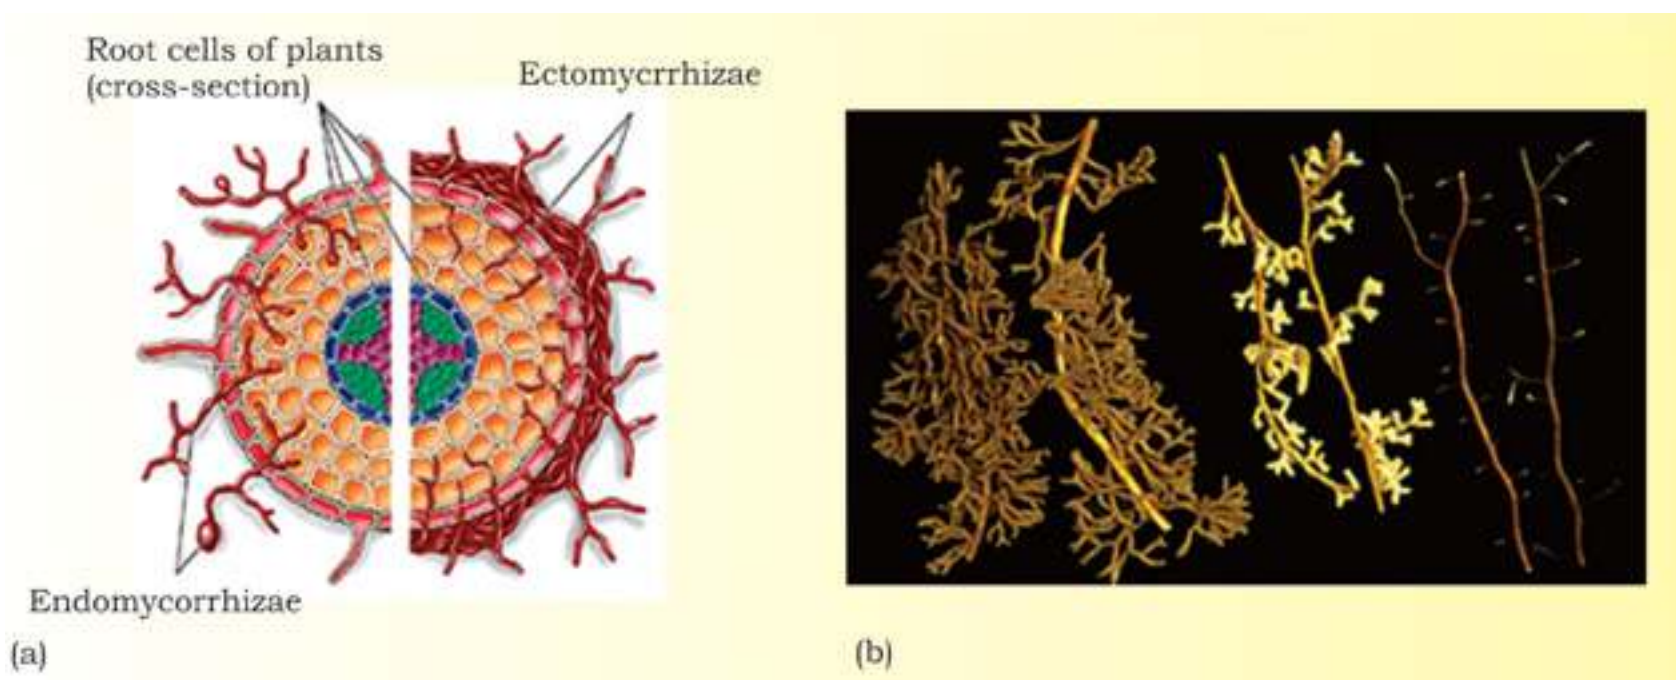 Root cells of plants
(cross-section)
Ectomycrrhizae
Endomycorrhizae
(a)
(b)